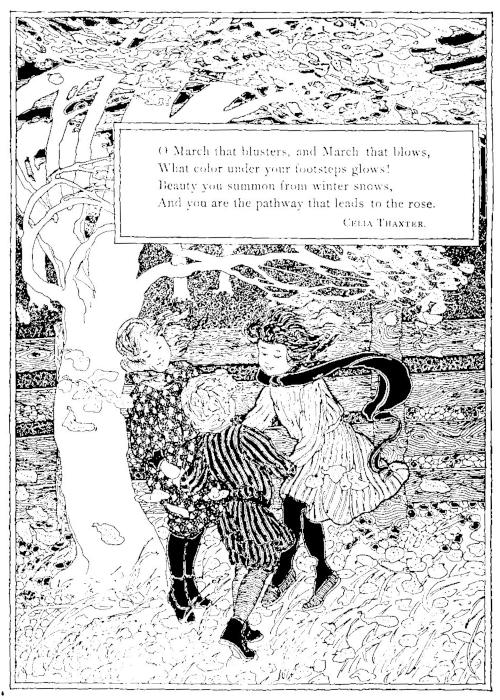 O March that blusters, and March that blows,
What color under your footsteps glows!
Beauty you summon from winter snows,
And you are the pathway that leads to the rose.
CELIA THAXTER.